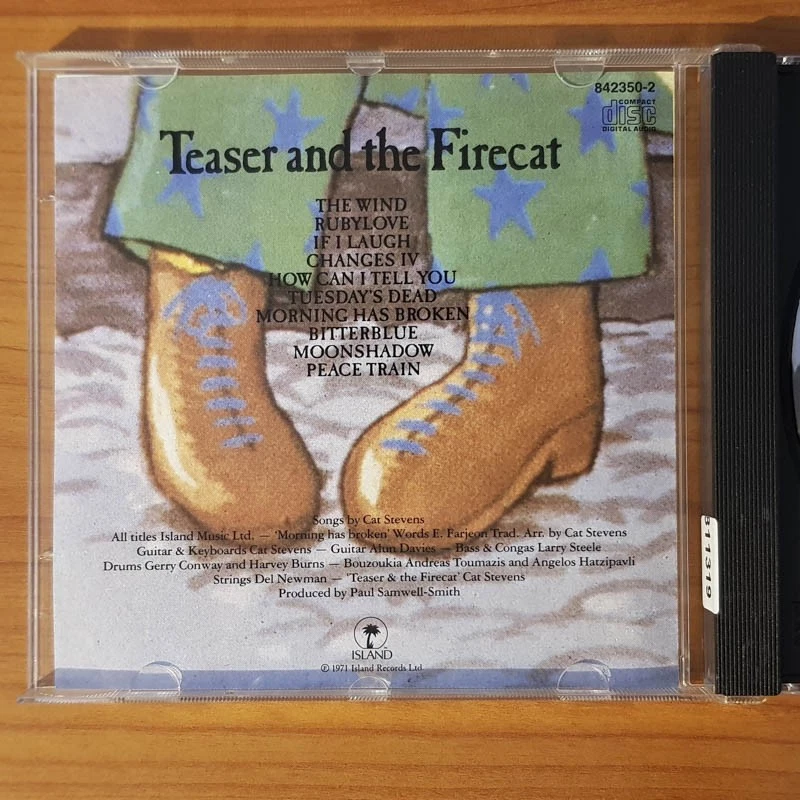 842350-2
COMPACT
disc
DIGITAL AUDIO
Teaser and the Firecat
THE WIND
RUBYLOVE
IF I LAUGH
CHANGES IV
HOW CAN I TELL YOU
TUESDAY'S DEAD
MORNING HAS BROKEN
BITTERBLUE
MOONSHADOW
PEACE TRAIN
Songs by Cat Stevens
All titles Island Music Ltd. — 'Morning has broken' Words E. Farjeon Trad. Arr. by Cat Stevens
Guitar & Keyboards Cat Stevens — Guitar Alun Davies — Bass & Congas Larry Steele
Drums Gerry Conway and Harvey Burns — Bouzoukia Andreas Toumazis and Angelos Hatzipavli
Strings Del Newman — 'Teaser & the Firecat' Cat Stevens
Produced by Paul Samwell-Smith
ISLAND
℗ 1971 Island Records Ltd.
311319